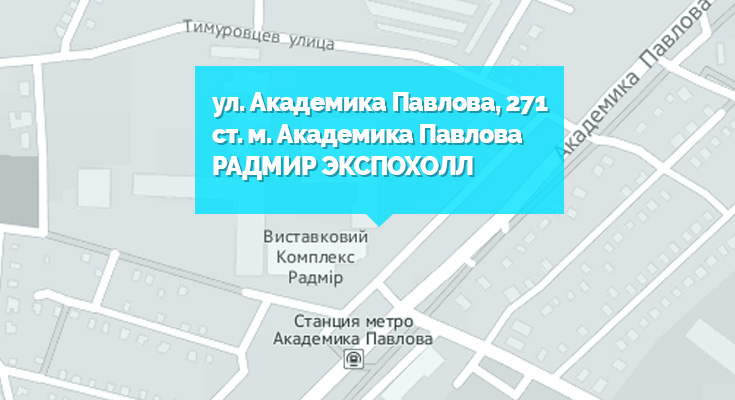 Тимуровцев улица
Академика Павлова
ул. Академика Павлова, 271
ст. м. Академика Павлова
РАДМИР ЭКСПОХОЛЛ
Виставковий
Комплекс
Радмір
Станция метро
Академика Павлова